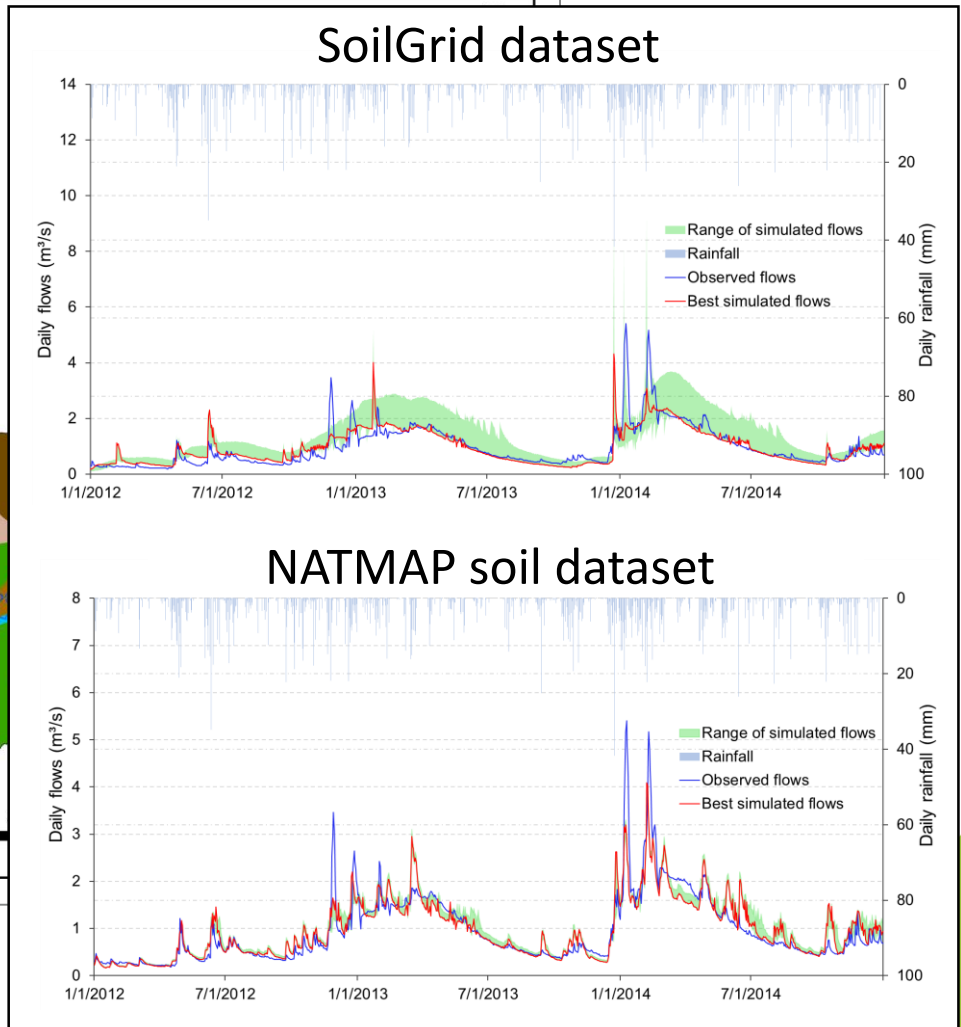 SoilGrid dataset
14
12
10
8
6
4
2
0
Daily flows (m³/s)
0
20
40
60
80
100
Daily rainfall (mm)
Range of simulated flows
Rainfall
Observed flows
Best simulated flows
1/1/2012
7/1/2012
1/1/2013
7/1/2013
1/1/2014
7/1/2014
NATMAP soil dataset
8
7
6
5
4
3
2
1
0
Daily flows (m³/s)
0
20
40
60
80
100
Daily rainfall (mm)
Range of simulated flows
Rainfall
Observed flows
Best simulated flows
1/1/2012
7/1/2012
1/1/2013
7/1/2013
1/1/2014
7/1/2014